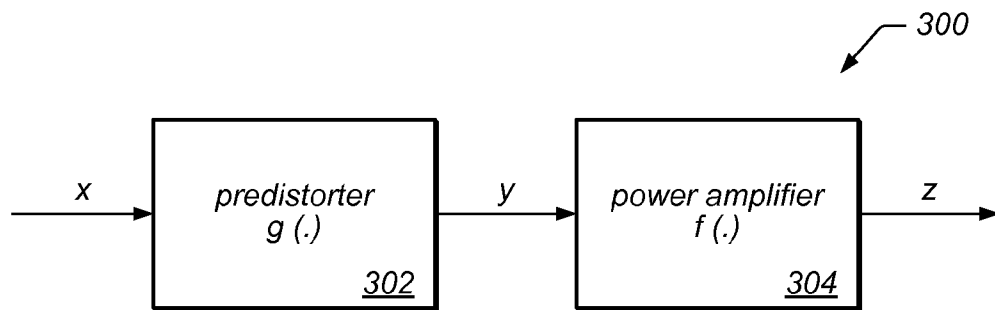 300
x
predistorter
g (.)
302
y
power amplifier
f (.)
304
z